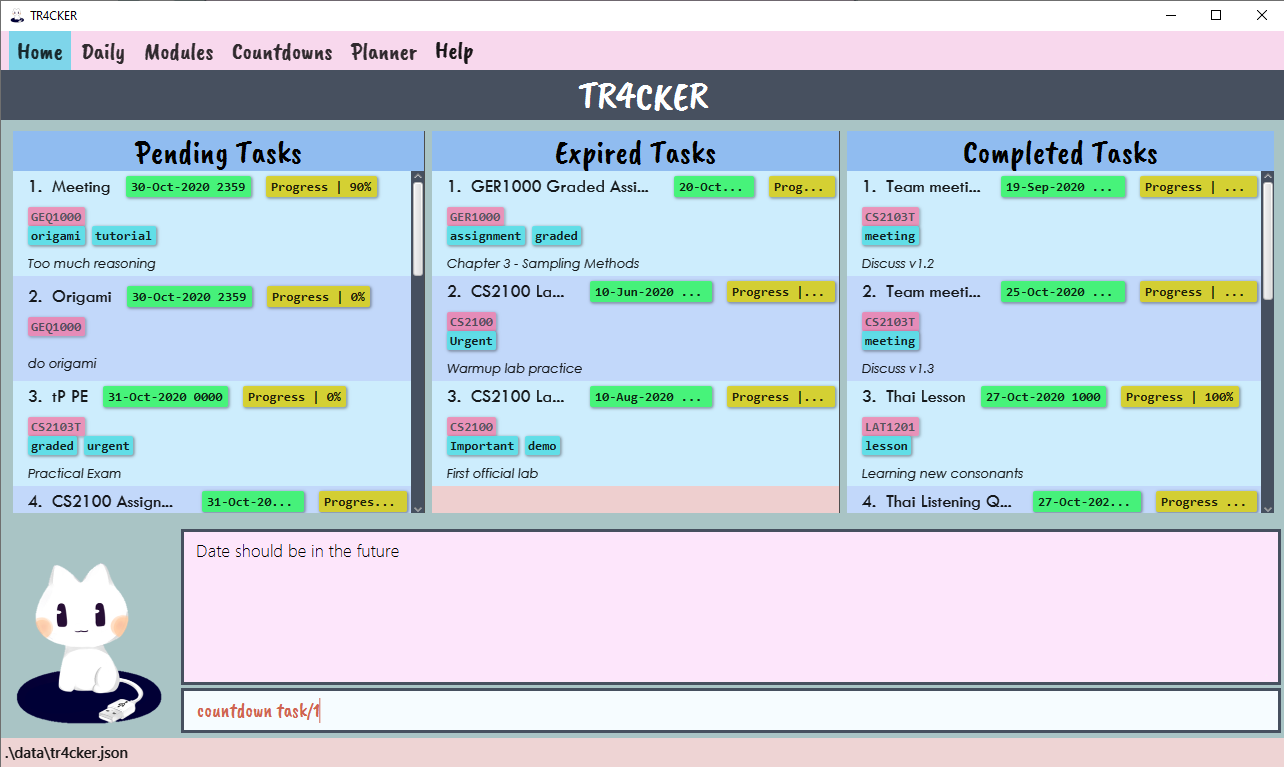 TR4CKER
Home Daily Modules Countdowns Planner Help
TR4CKER
Pending Tasks
1. Meeting 30-Oct-2020 2359 Progress | 90%
GEQ1000
origami tutorial
Too much reasoning
2. Origami 30-Oct-2020 2359 Progress | 0%
GEQ1000
do origami
3. tP PE 31-Oct-2020 0000 Progress | 0%
CS2103T
graded urgent
Practical Exam
4. CS2100 Assign... 31-Oct-20... Progres...
Expired Tasks
1. GER1000 Graded Assi... 20-Oct... Prog...
GER1000
assignment graded
Chapter 3 - Sampling Methods
2. CS2100 La... 10-Jun-2020 ... Progress |...
CS2100
Urgent
Warmup lab practice
3. CS2100 La... 10-Aug-2020 ... Progress |...
CS2100
Important demo
First official lab
Completed Tasks
1. Team meeti... 19-Sep-2020 ... Progress | ...
CS2103T
meeting
Discuss v1.2
2. Team meeti... 25-Oct-2020 ... Progress | ...
CS2103T
meeting
Discuss v1.3
3. Thai Lesson 27-Oct-2020 1000 Progress | 100%
LAT1201
lesson
Learning new consonants
4. Thai Listening Q... 27-Oct-202... Progress ...
Date should be in the future
countdown task/1
.\data\tr4cker.json